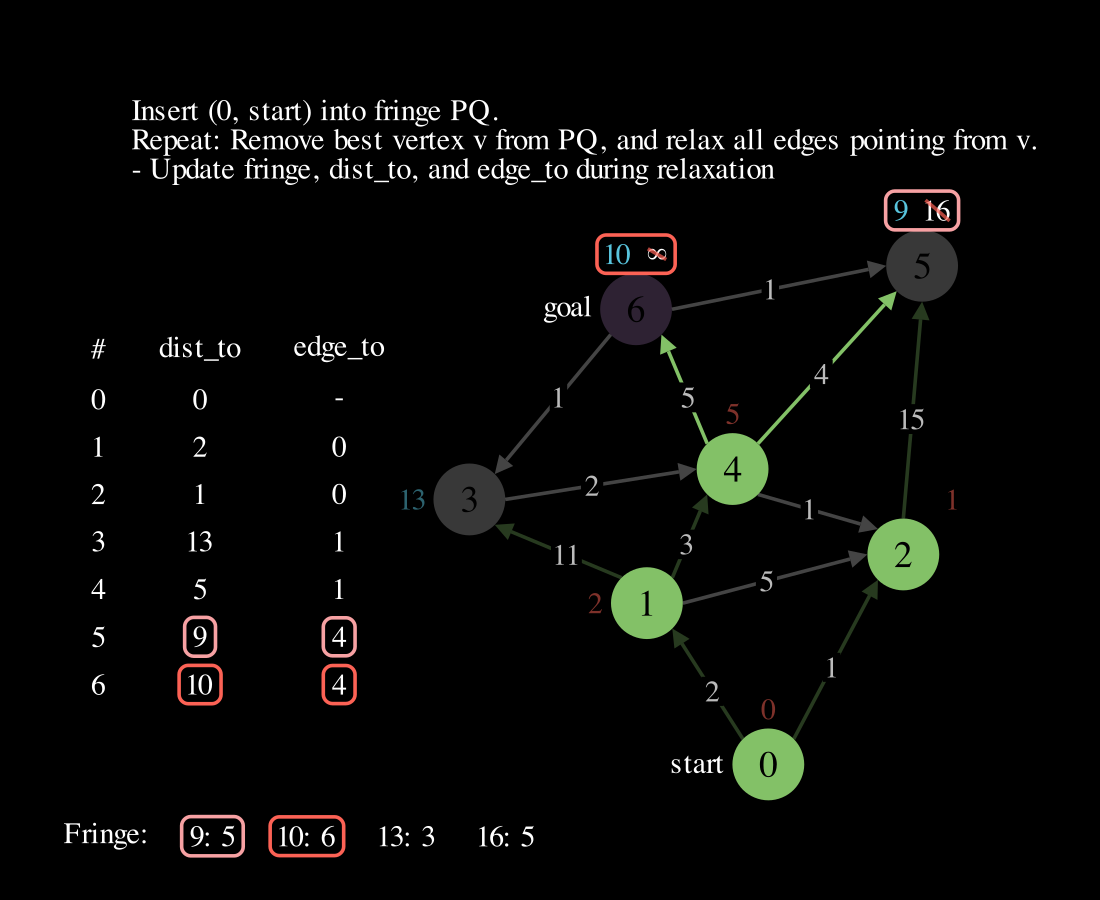 Insert (0, start) into fringe PQ.
Repeat: Remove best vertex v from PQ, and relax all edges pointing from v.
- Update fringe, dist_to, and edge_to during relaxation
9 16
5
10 ∞
goal 6
1
# dist_to edge_to
0 0 -
1 2 0
2 1 0
3 13 1
4 5 1
5 9 4
6 10 4
1
5
4
5
15
4
13 3
2
1
1
2
11
3
5
2 1
2
1
0
start 0
Fringe: 9: 5 10: 6 13: 3 16: 5